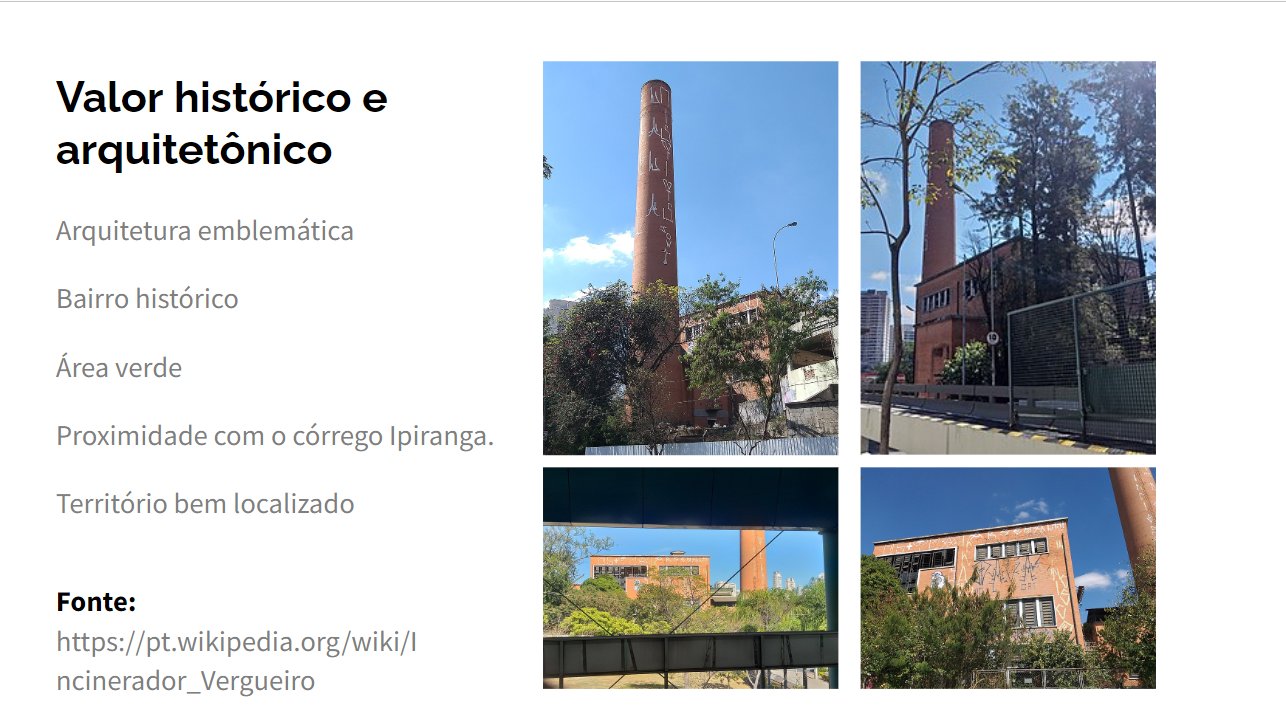 Valor histórico e
arquitetônico
Arquitetura emblemática
Bairro histórico
Área verde
Proximidade com o córrego Ipiranga.
Território bem localizado
Fonte:
https://pt.wikipedia.org/wiki/I
ncinerador_Vergueiro